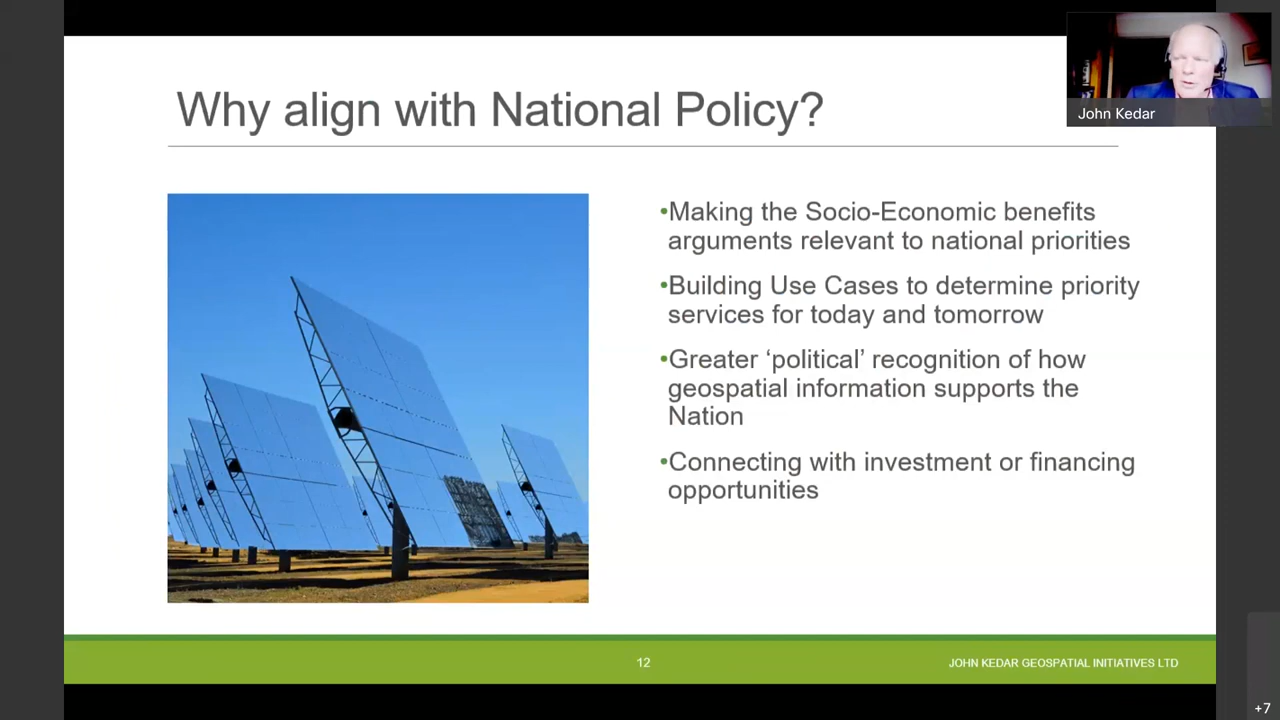 Why align with National Policy?
John Kedar
•Making the Socio-Economic benefits
arguments relevant to national priorities
•Building Use Cases to determine priority
services for today and tomorrow
•Greater ‘political’ recognition of how
geospatial information supports the
Nation
•Connecting with investment or financing
opportunities
12
JOHN KEDAR GEOSPATIAL INITIATIVES LTD
+7